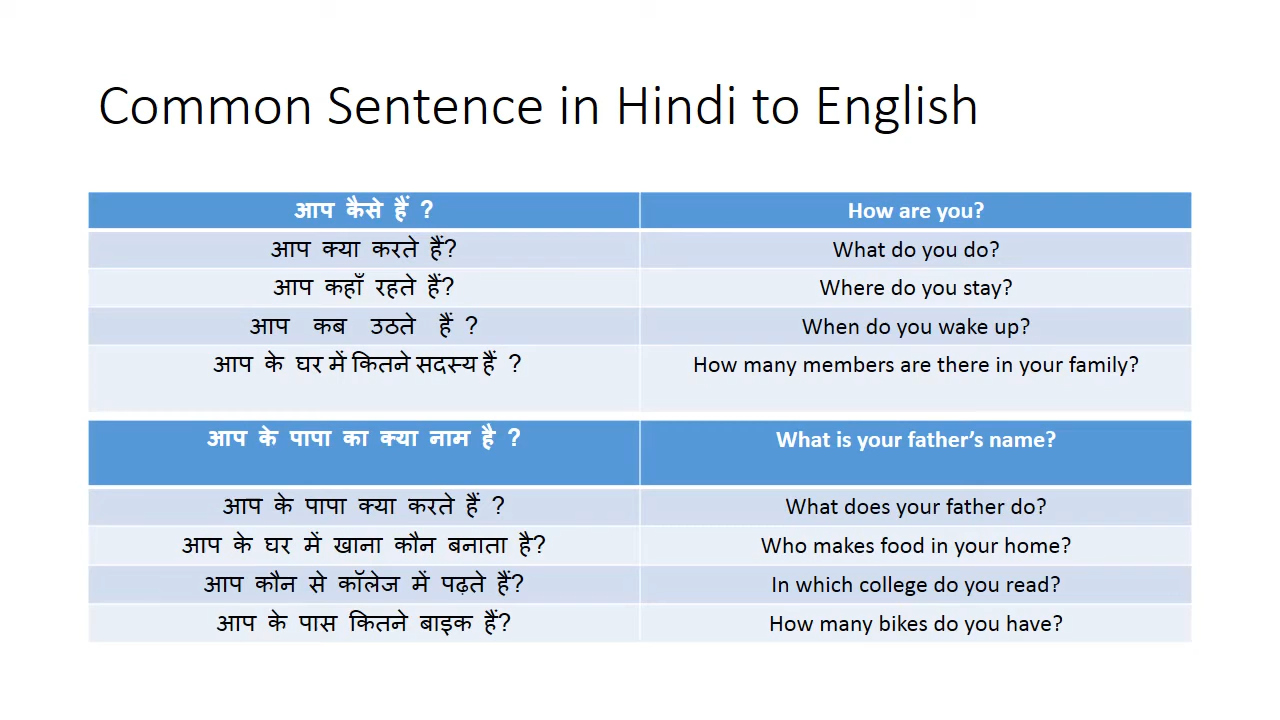 Common Sentence in Hindi to English
आप कैसे हैं ? How are you?
आप क्या करते हैं? What do you do?
आप कहाँ रहते हैं? Where do you stay?
आप कब उठते हैं ? When do you wake up?
आप के घर में कितने सदस्य हैं ? How many members are there in your family?
आप के पापा का क्या नाम है ? What is your father’s name?
आप के पापा क्या करते हैं ? What does your father do?
आप के घर में खाना कौन बनाता है? Who makes food in your home?
आप कौन से कॉलेज में पढ़ते हैं? In which college do you read?
आप के पास कितने बाइक हैं? How many bikes do you have?